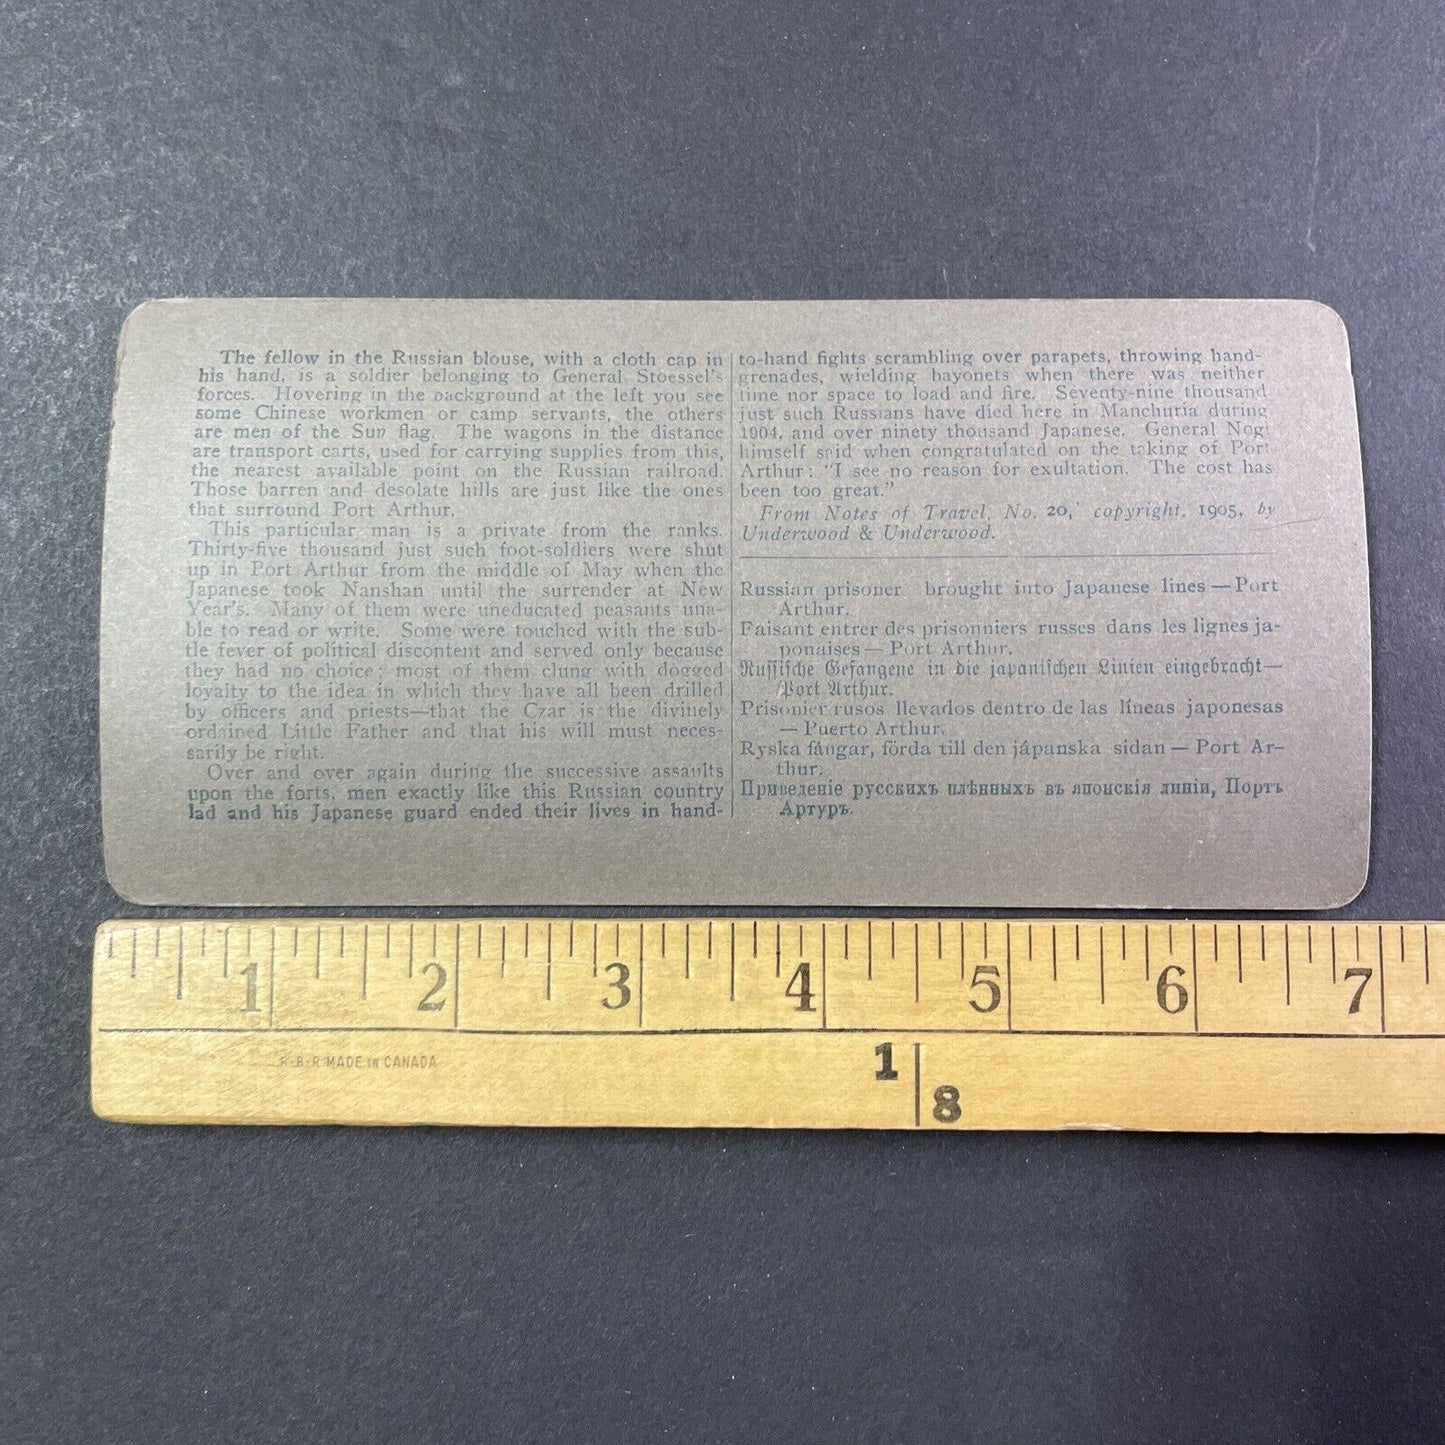 The fellow in the Russian blouse, with a cloth cap in
his hand, is a soldier belonging to General Stoessel's
forces. Hovering in the background at the left you see
some Chinese workmen or camp servants, the others
are men of the Sun flag. The wagons in the distance
are transport carts, used for carrying supplies from this,
the nearest available point on the Russian railroad.
Those barren and desolate hills are just like the ones
that surround Port Arthur.
This particular man is a private from the ranks.
Thirty-five thousand just such foot-soldiers were shut
up in Port Arthur from the middle of May when the
Japanese took Nanshan until the surrender at New
Year's. Many of them were uneducated peasants una-
ble to read or write. Some were touched with the sub-
tle fever of political discontent and served only because
they had no choice; most of them clung with dogged
loyalty to the idea in which they have all been drilled
by officers and priests—that the Czar is the divinely
ordained Little Father and that his will must neces-
sarily be right.
Over and over again during the successive assaults
upon the forts, men exactly like this Russian country
lad and his Japanese guard ended their lives in hand-
to-hand fights scrambling over parapets, throwing hand-
grenades, wielding bayonets when there was neither
time nor space to load and fire. Seventy-nine thousand
just such Russians have died here in Manchuria during
1904, and over ninety thousand Japanese. General Nogi
himself said when congratulated on the taking of Port
Arthur: "I see no reason for exultation. The cost has
been too great."
From Notes of Travel, No. 20, copyright, 1905, by
Underwood & Underwood.
Russian prisoner brought into Japanese lines — Port
Arthur.
Faisant entrer des prisonniers russes dans les lignes ja-
ponaises — Port Arthur.
Russische Gefangene in die japanischen Linien eingebracht—
Port Arthur.
Prisonier rusos llevados dentro de las líneas japonesas
— Puerto Arthur.
Ryska fångar, förda till den jápanska sidan — Port Ar-
thur.
Приведеніе русскихъ плѣнныхъ въ японскія линіи, Портъ
Артуръ.
1 2 3 4 5 6 7
R-B-R MADE IN CANADA
1
8